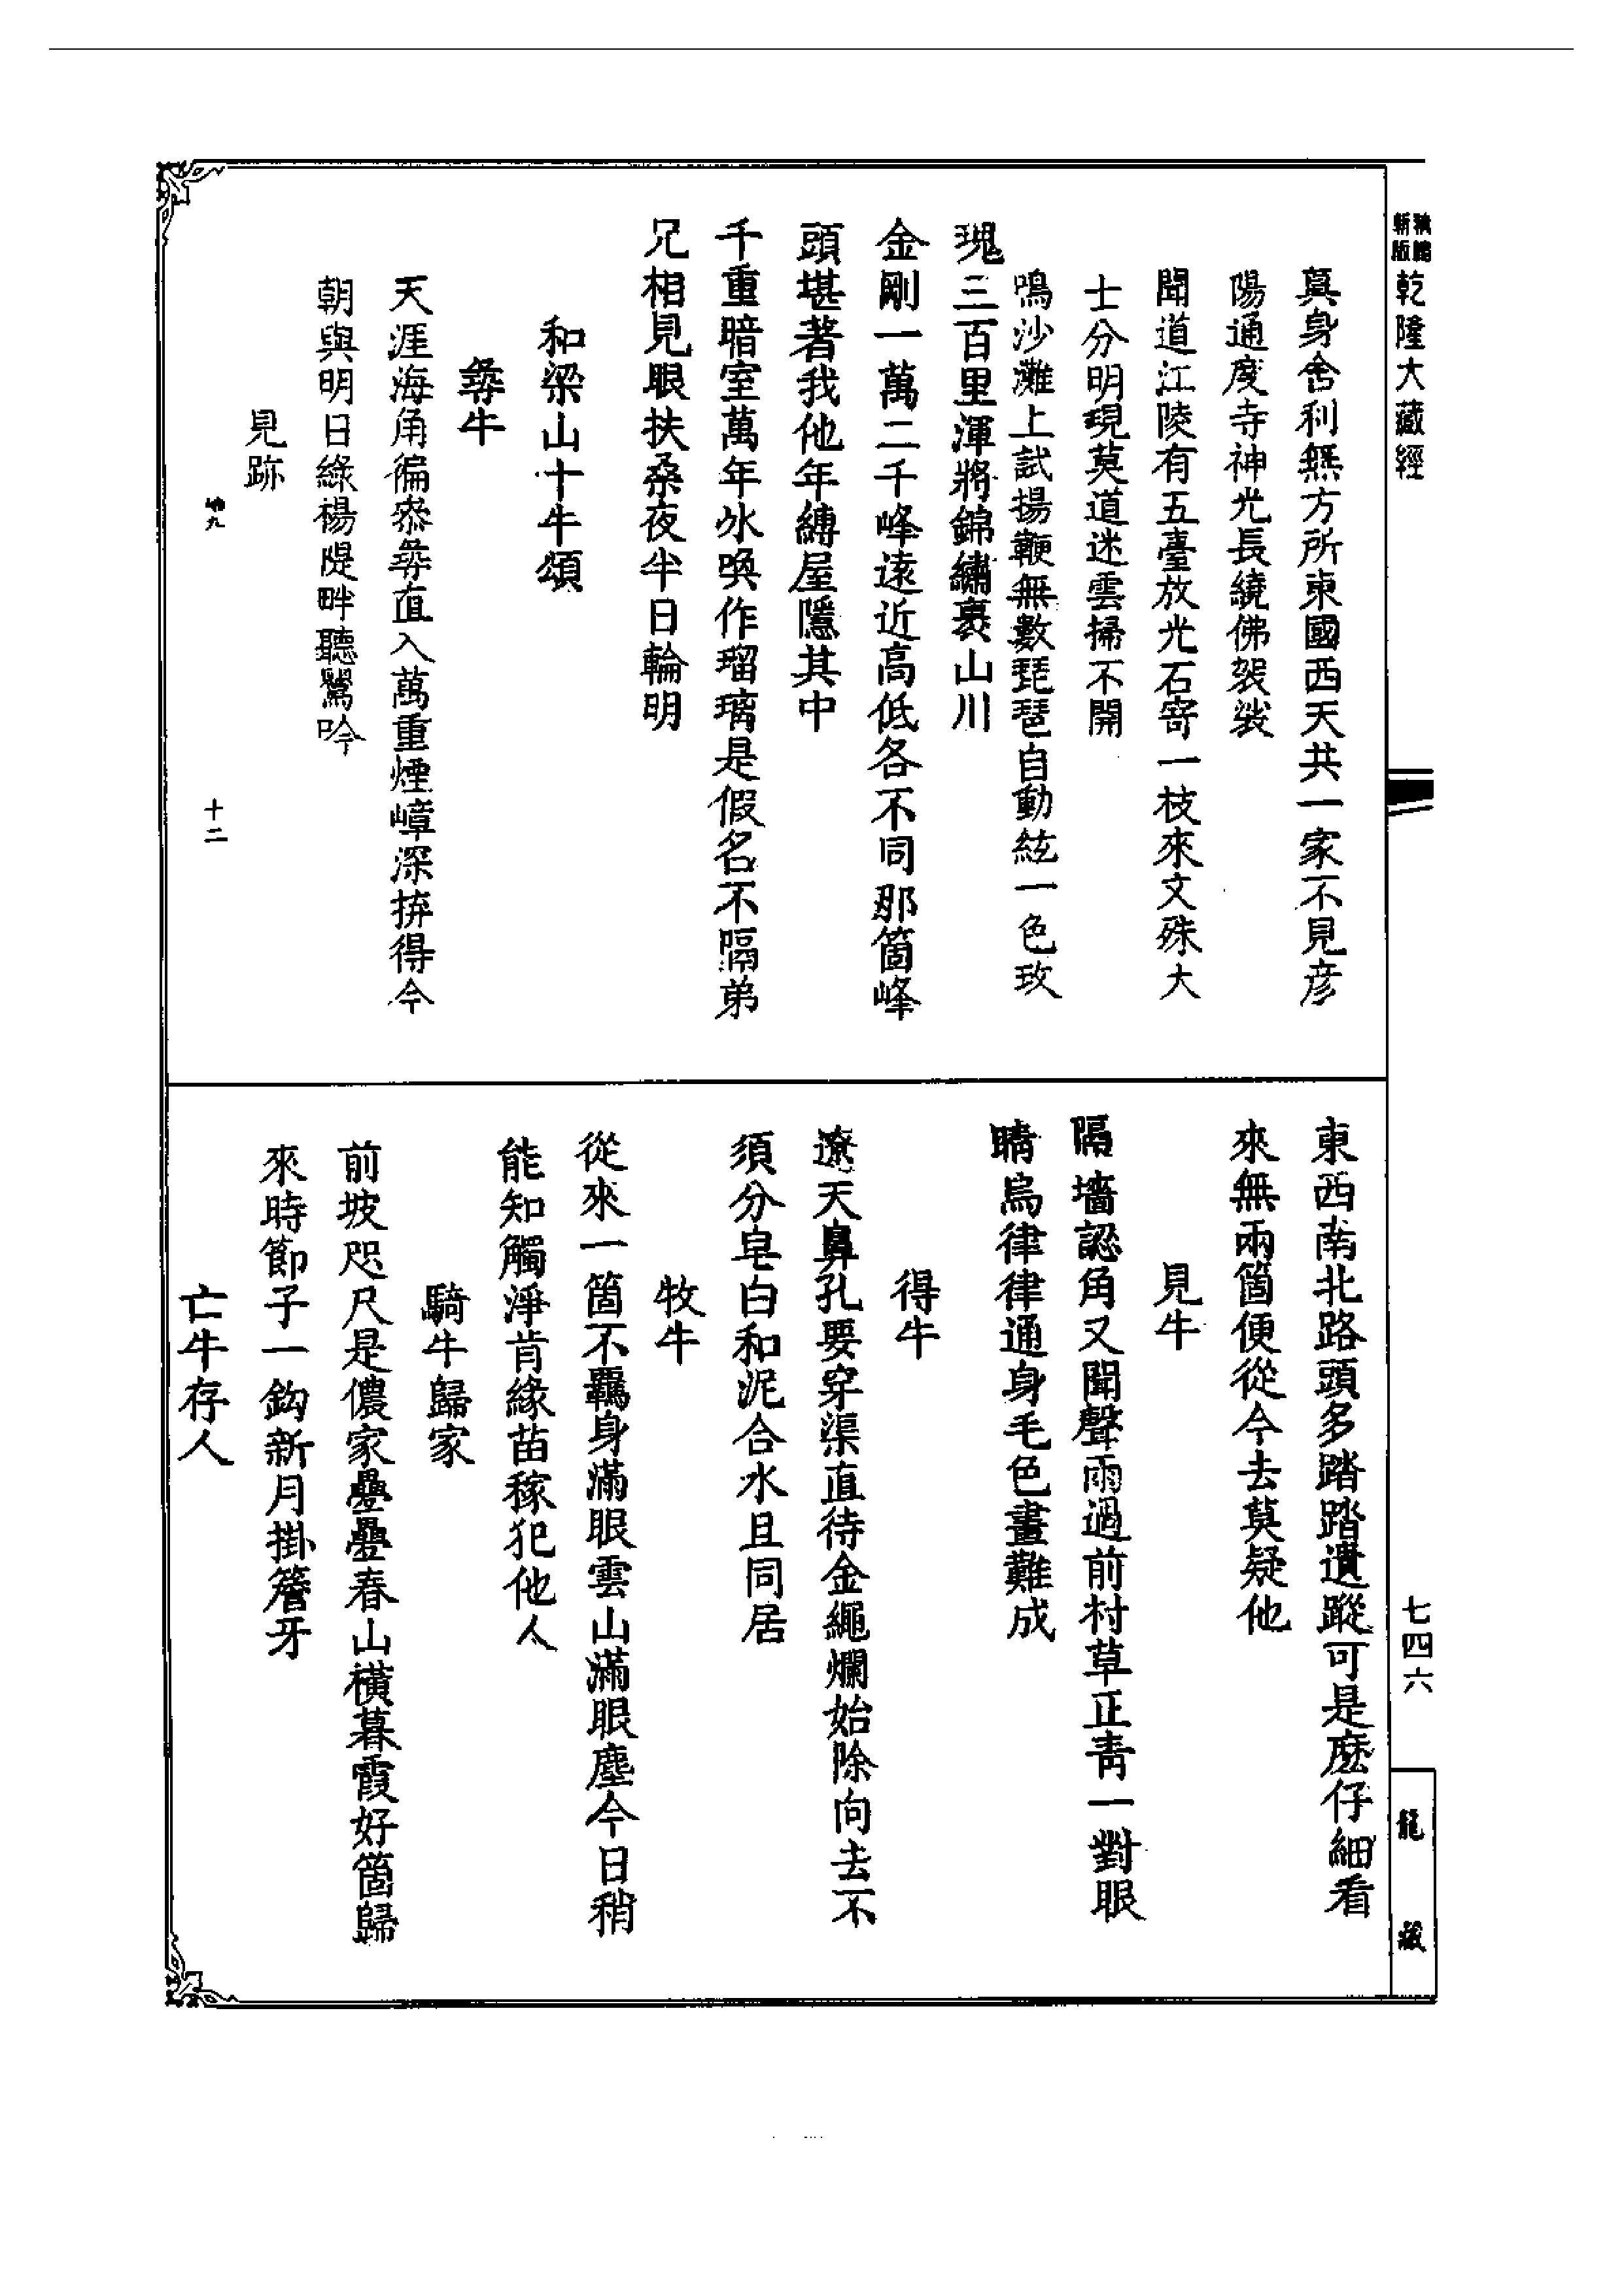 新版
乾隆大藏經
真身舍利無方所東國西天共一家不見彥
陽通度寺神光長繞佛袈裟
聞道江陵有五臺放光石寄一枝來文殊大
士分明現莫道迷雲掃不開
鳴沙灘上試揚鞭無數琵琶自動絃一色玫
瑰三百里渾將錦繡裹山川
金剛一萬二千峰遠近高低各不同那箇峰
頭堪著我他年縛屋隱其中
千重暗室萬年氷喚作瑠璃是假名不隔弟
兄相見眼扶桑夜半日輪明
和梁山十牛頌
尋牛
天涯海角徧叅尋直入萬重煙嶂深拚得今
朝與明日綠楊隄畔聽鶯吟
見跡
九
十二
東西南北路頭多踏踏遺蹤可是麽仔細看
來無兩箇便從今去莫疑他
見牛
隔墻認角又聞聲雨過前村草正青一對眼
睛烏律律通身毛色畫難成
得牛
遼天鼻孔要穿渠直待金繩爛始除向去不
須分皁白和泥合水且同居
牧牛
從來一箇不羈身滿眼雲山滿眼塵今日稍
能知觸淨肯緣苗稼犯他人
騎牛歸家
前坡咫尺是儂家疊疊春山橫暮霞好箇歸
來時節子一鈎新月掛簷牙
亡牛存人
七四六
龍藏